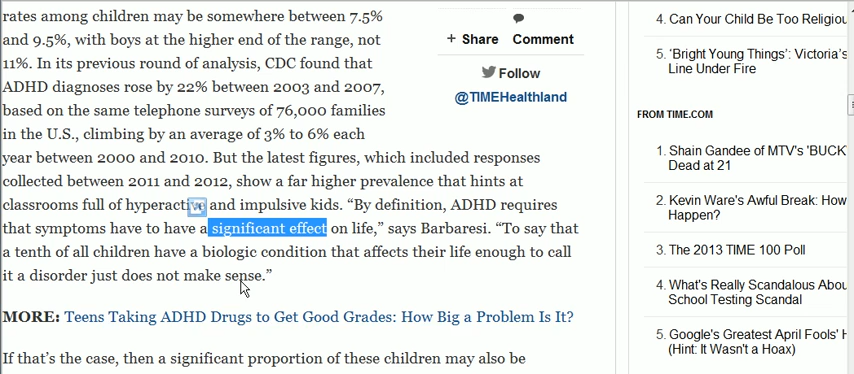 rates among children may be somewhere between 7.5%
and 9.5%, with boys at the higher end of the range, not
11%. In its previous round of analysis, CDC found that
ADHD diagnoses rose by 22% between 2003 and 2007,
based on the same telephone surveys of 76,000 families
in the U.S., climbing by an average of 3% to 6% each
year between 2000 and 2010. But the latest figures, which included responses
collected between 2011 and 2012, show a far higher prevalence that hints at
classrooms full of hyperactive and impulsive kids. “By definition, ADHD requires
that symptoms have to have a significant effect on life,” says Barbaresi. “To say that
a tenth of all children have a biologic condition that affects their life enough to call
it a disorder just does not make sense.”
MORE: Teens Taking ADHD Drugs to Get Good Grades: How Big a Problem Is It?
If that’s the case, then a significant proportion of these children may also be
+ Share Comment
Follow
@TIMEHealthland
4. Can Your Child Be Too Religiou
5. ‘Bright Young Things’: Victoria’s
Line Under Fire
FROM TIME.COM
1. Shain Gandee of MTV's 'BUCK
Dead at 21
2. Kevin Ware's Awful Break: How
Happen?
3. The 2013 TIME 100 Poll
4. What's Really Scandalous Abou
School Testing Scandal
5. Google's Greatest April Fools' H
(Hint: It Wasn't a Hoax)